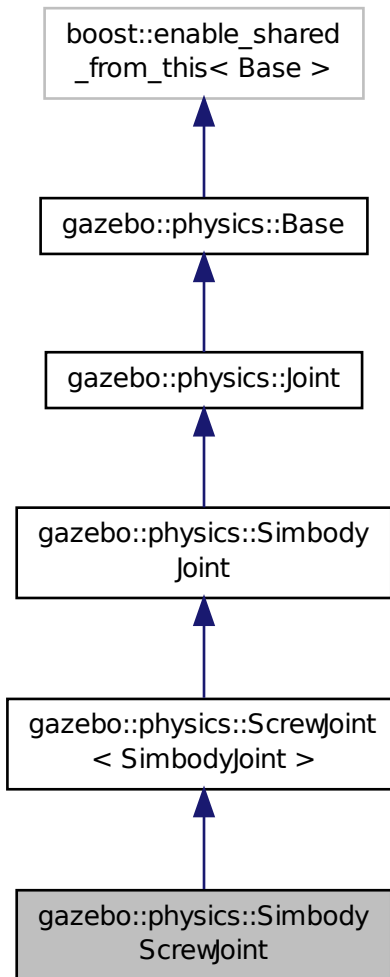 boost::enable_shared
_from_this< Base >
gazebo::physics::Base
gazebo::physics::Joint
gazebo::physics::Simbody
Joint
gazebo::physics::ScrewJoint
< SimbodyJoint >
gazebo::physics::Simbody
ScrewJoint